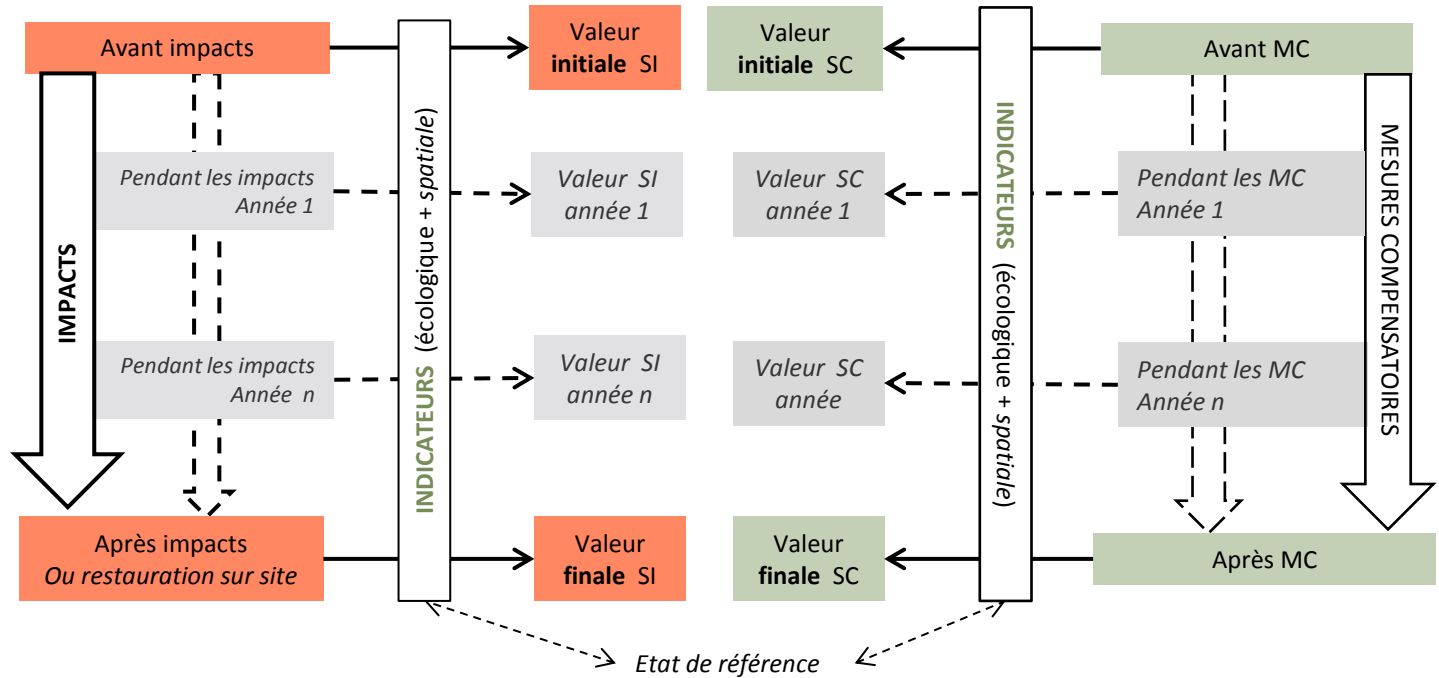 Avant impacts
Valeur
initiale SI
Valeur
initiale SC
Avant MC
IMPACTS
Pendant les impacts
Année 1
INDICATEURS (écologique + spatiale)
Valeur SI
année 1
Valeur SC
année 1
INDICATEURS (écologique + spatiale)
Pendant les MC
Année 1
MESURES COMPENSATOIRES
Pendant les impacts
Année n
Valeur SI
année n
Valeur SC
année
Pendant les MC
Année n
Après impacts
Ou restauration sur site
Valeur
finale SI
Valeur
finale SC
Après MC
Etat de référence